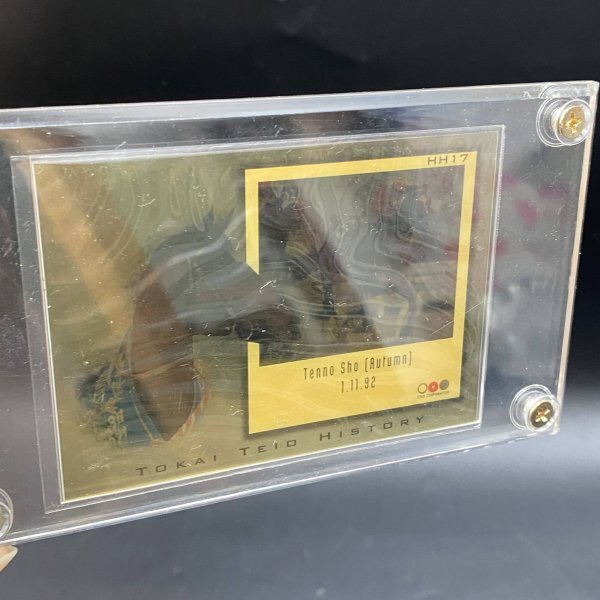 HH17
Tenno Sho [Autumn]
1.11.92
TOKAI TEIO HISTORY